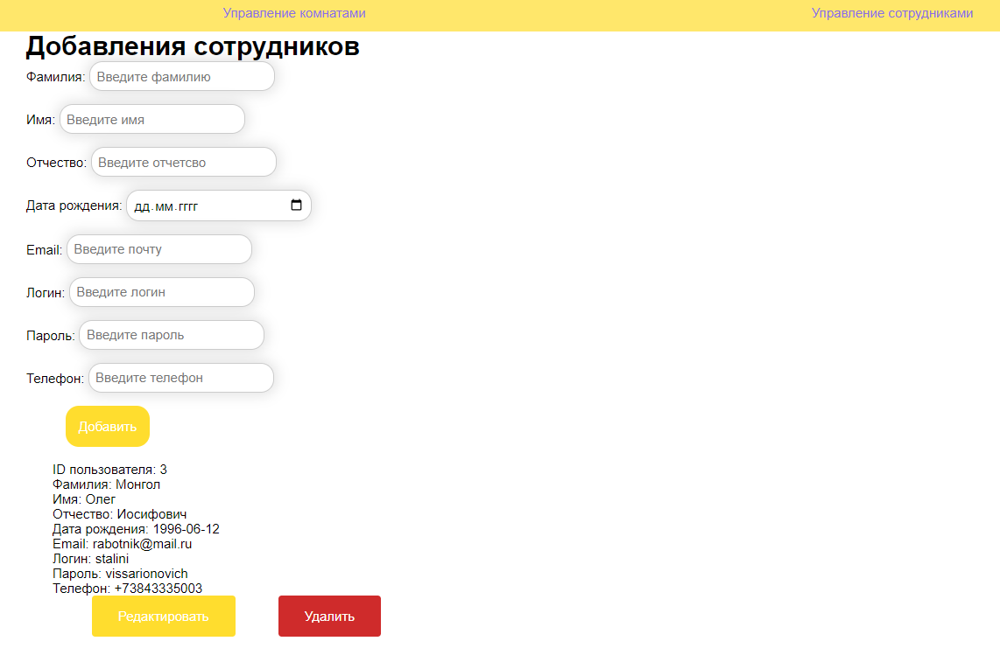 Управление комнатами Управление сотрудниками
Добавления сотрудников
Фамилия: Введите фамилию
Имя: Введите имя
Отчество: Введите отчетсво
Дата рождения: дд.мм.гггг
Email: Введите почту
Логин: Введите логин
Пароль: Введите пароль
Телефон: Введите телефон
Добавить
ID пользователя: 3
Фамилия: Монгол
Имя: Олег
Отчество: Иосифович
Дата рождения: 1996-06-12
Email: rabotnik@mail.ru
Логин: stalini
Пароль: vissarionovich
Телефон: +73843335003
Редактировать Удалить